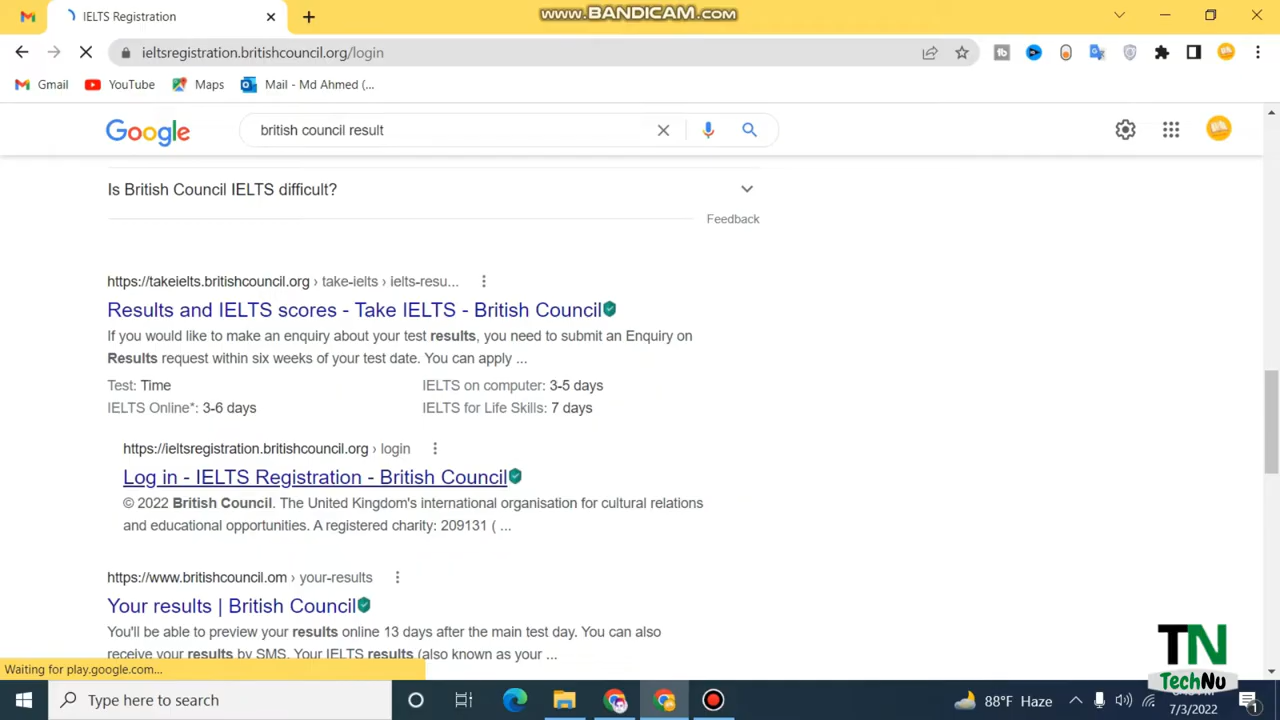 IELTS Registration
www.BANDICAM.com
ieltsregistration.britishcouncil.org/login
Gmail
YouTube
Maps
Mail - Md Ahmed (...
Google
british council result
Is British Council IELTS difficult?
Feedback
https://takeielts.britishcouncil.org › take-ielts › ielts-resu...
Results and IELTS scores - Take IELTS - British Council
If you would like to make an enquiry about your test results, you need to submit an Enquiry on
Results request within six weeks of your test date. You can apply ...
Test: Time
IELTS on computer: 3-5 days
IELTS Online*: 3-6 days
IELTS for Life Skills: 7 days
https://ieltsregistration.britishcouncil.org › login
Log in - IELTS Registration - British Council
© 2022 British Council. The United Kingdom's international organisation for cultural relations
and educational opportunities. A registered charity: 209131 ( ...
https://www.britishcouncil.om › your-results
Your results | British Council
You'll be able to preview your results online 13 days after the main test day. You can also
receive your results by SMS. Your IELTS results (also known as your ...
Waiting for play.google.com...
TN
TechNu
Type here to search
88°F Haze
7/3/2022
1